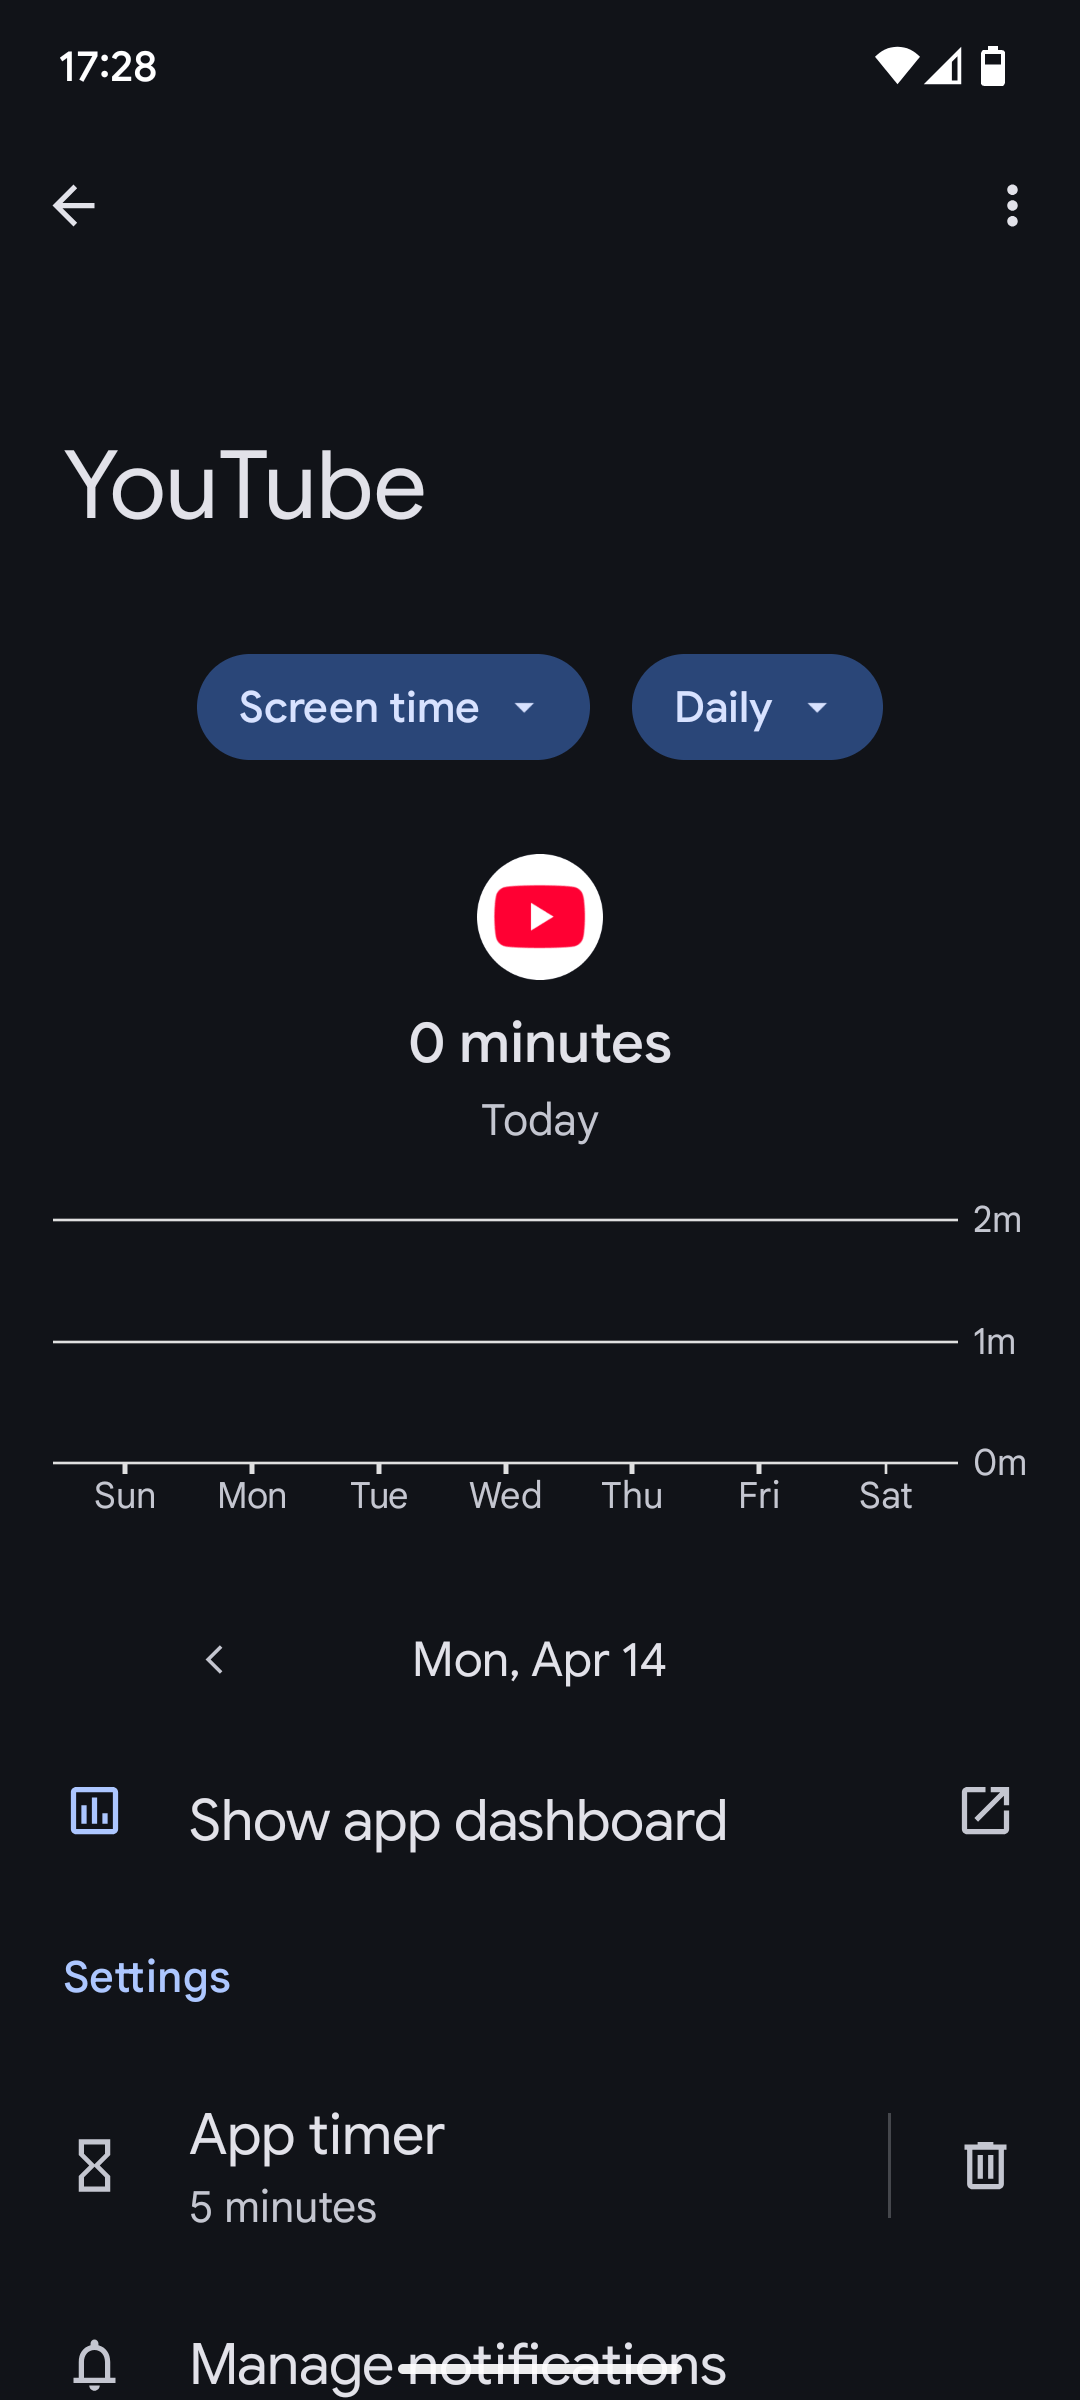 17:28
YouTube
Screen time
Daily
0 minutes
Today
2m
1m
0m
Sun Mon Tue Wed Thu Fri Sat
Mon, Apr 14
Show app dashboard
Settings
App timer
5 minutes
Manage notifications